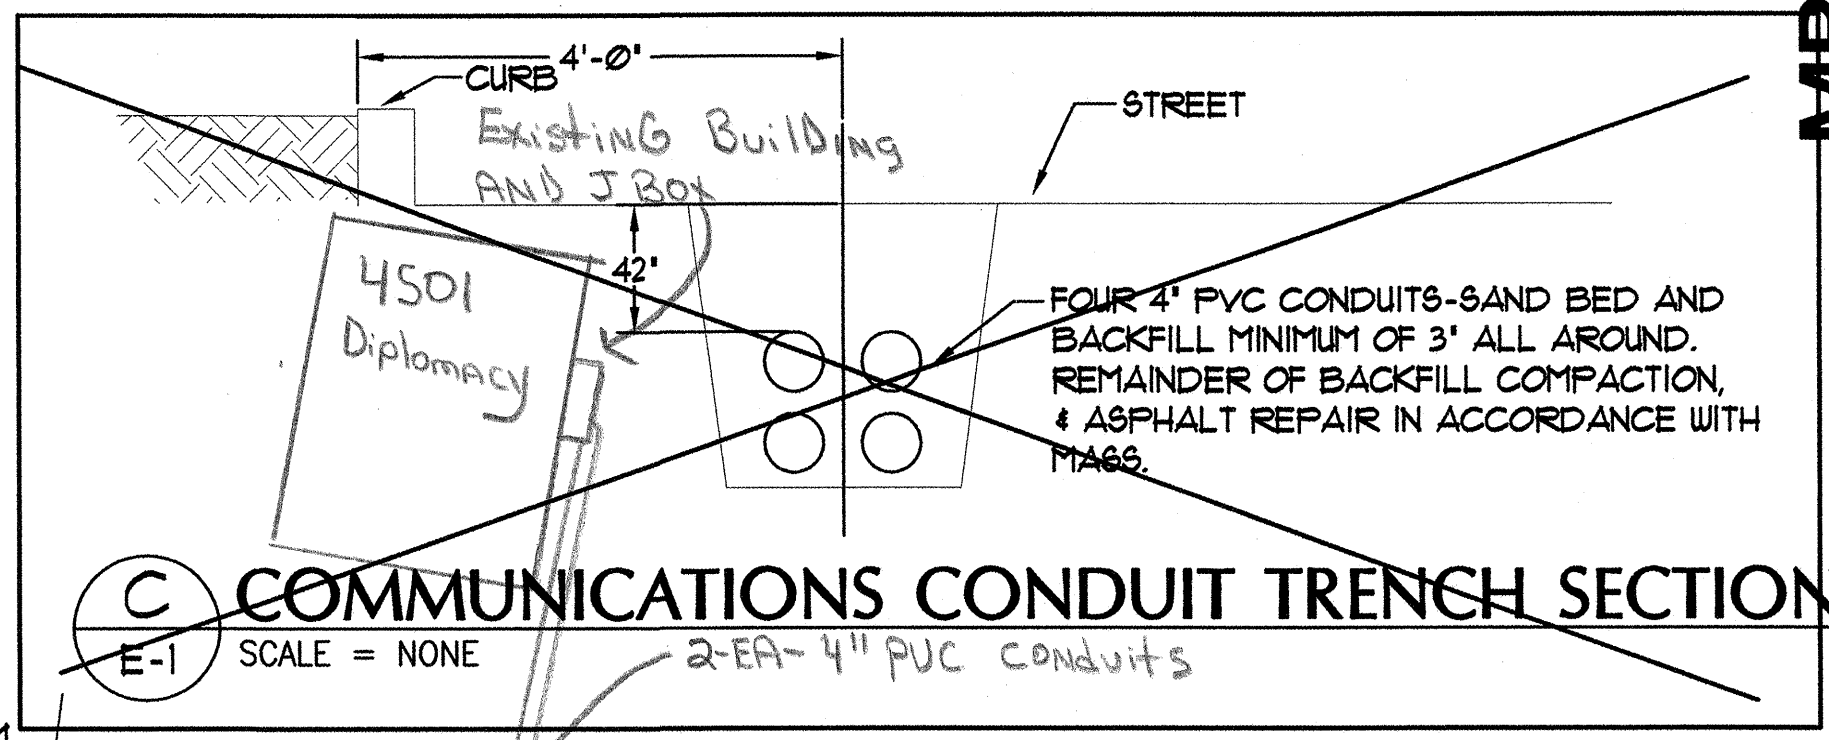 4'-0"
CURB
STREET
Existing Building
AND J Box
4501
Diplomacy
42"
FOUR 4" PVC CONDUITS-SAND BED AND
BACKFILL MINIMUM OF 3" ALL AROUND.
REMAINDER OF BACKFILL COMPACTION,
& ASPHALT REPAIR IN ACCORDANCE WITH
MASS.
C
E-1
COMMUNICATIONS CONDUIT TRENCH SECTION
SCALE = NONE
2-EA- 4" PVC Conduits